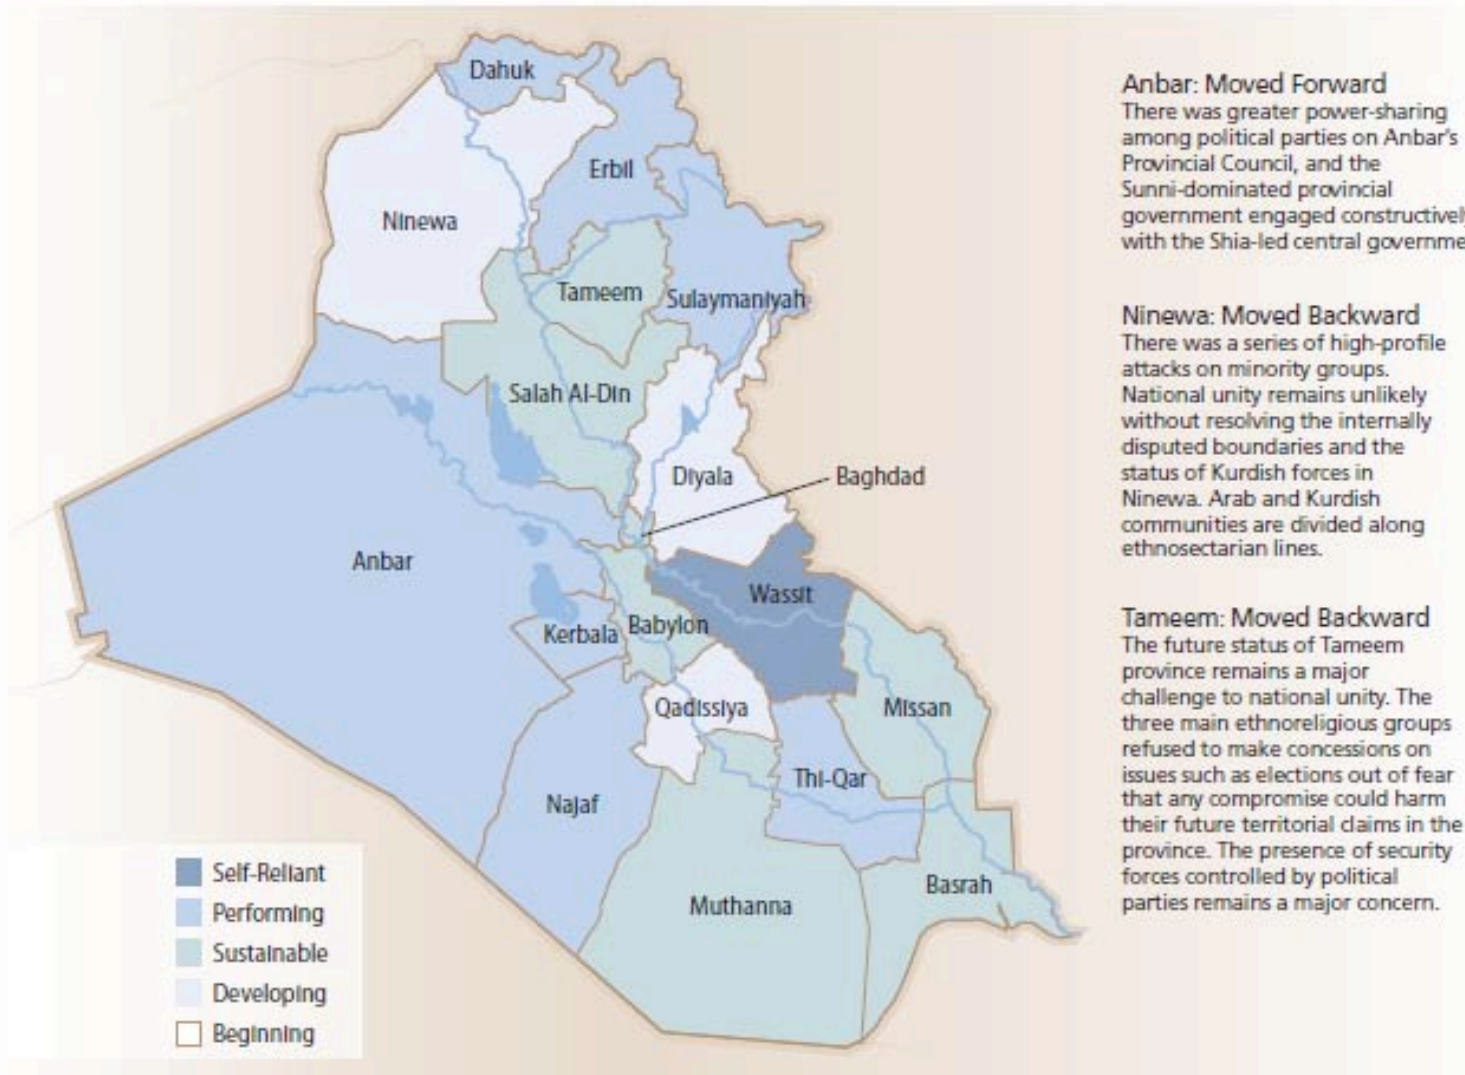 Dahuk
Erbil
Ninewa
Tameem
Sulaymaniyah
Salah Al-Din
Diyala
Baghdad
Anbar
Wassit
Kerbala
Babylon
Qadissiya
Missan
Thi-Qar
Najaf
Basrah
Muthanna
Self-Reliant
Performing
Sustainable
Developing
Beginning
Anbar: Moved Forward
There was greater power-sharing
among political parties on Anbar's
Provincial Council, and the
Sunni-dominated provincial
government engaged constructively
with the Shia-led central governme
Ninewa: Moved Backward
There was a series of high-profile
attacks on minority groups.
National unity remains unlikely
without resolving the internally
disputed boundaries and the
status of Kurdish forces in
Ninewa. Arab and Kurdish
communities are divided along
ethnosectarian lines.
Tameem: Moved Backward
The future status of Tameem
province remains a major
challenge to national unity. The
three main ethnoreligious groups
refused to make concessions on
issues such as elections out of fear
that any compromise could harm
their future territorial claims in the
province. The presence of security
forces controlled by political
parties remains a major concern.